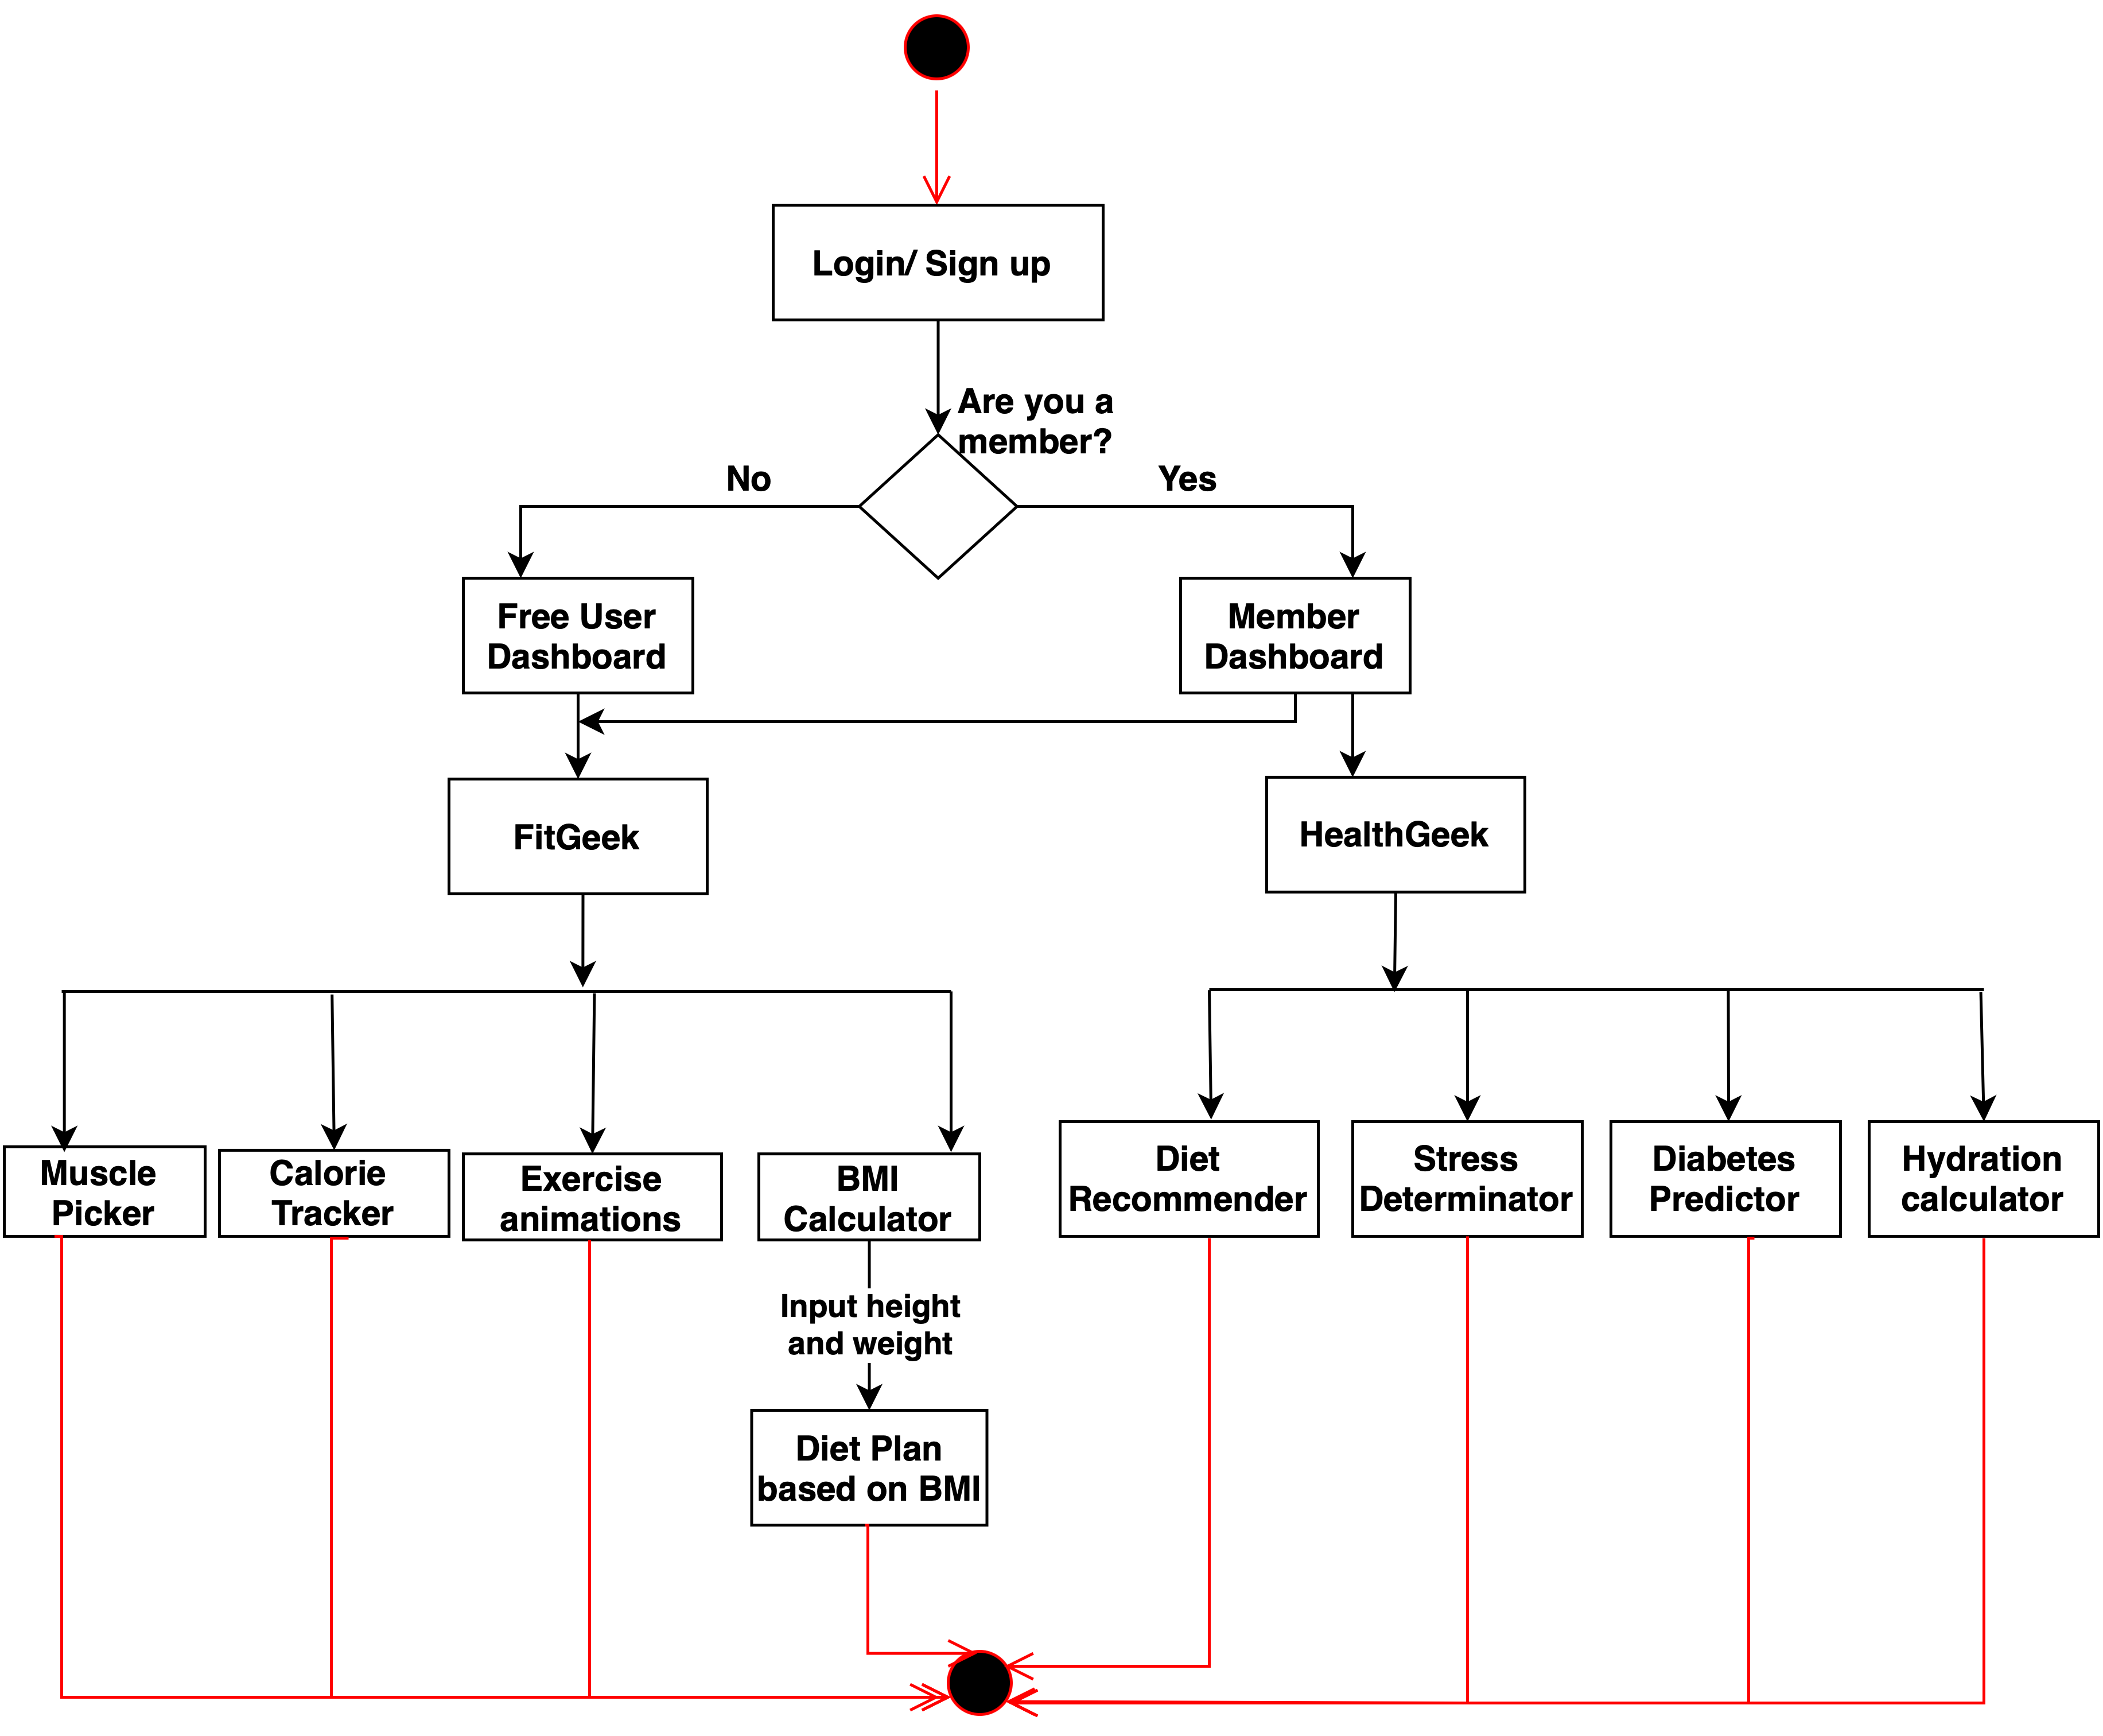 Login/ Sign up
Are you a
member?
No
Yes
Free User
Dashboard
Member
Dashboard
FitGeek
HealthGeek
Muscle
Picker
Calorie
Tracker
Exercise
animations
BMI
Calculator
Diet
Recommender
Stress
Determinator
Diabetes
Predictor
Hydration
calculator
Input height
and weight
Diet Plan
based on BMI